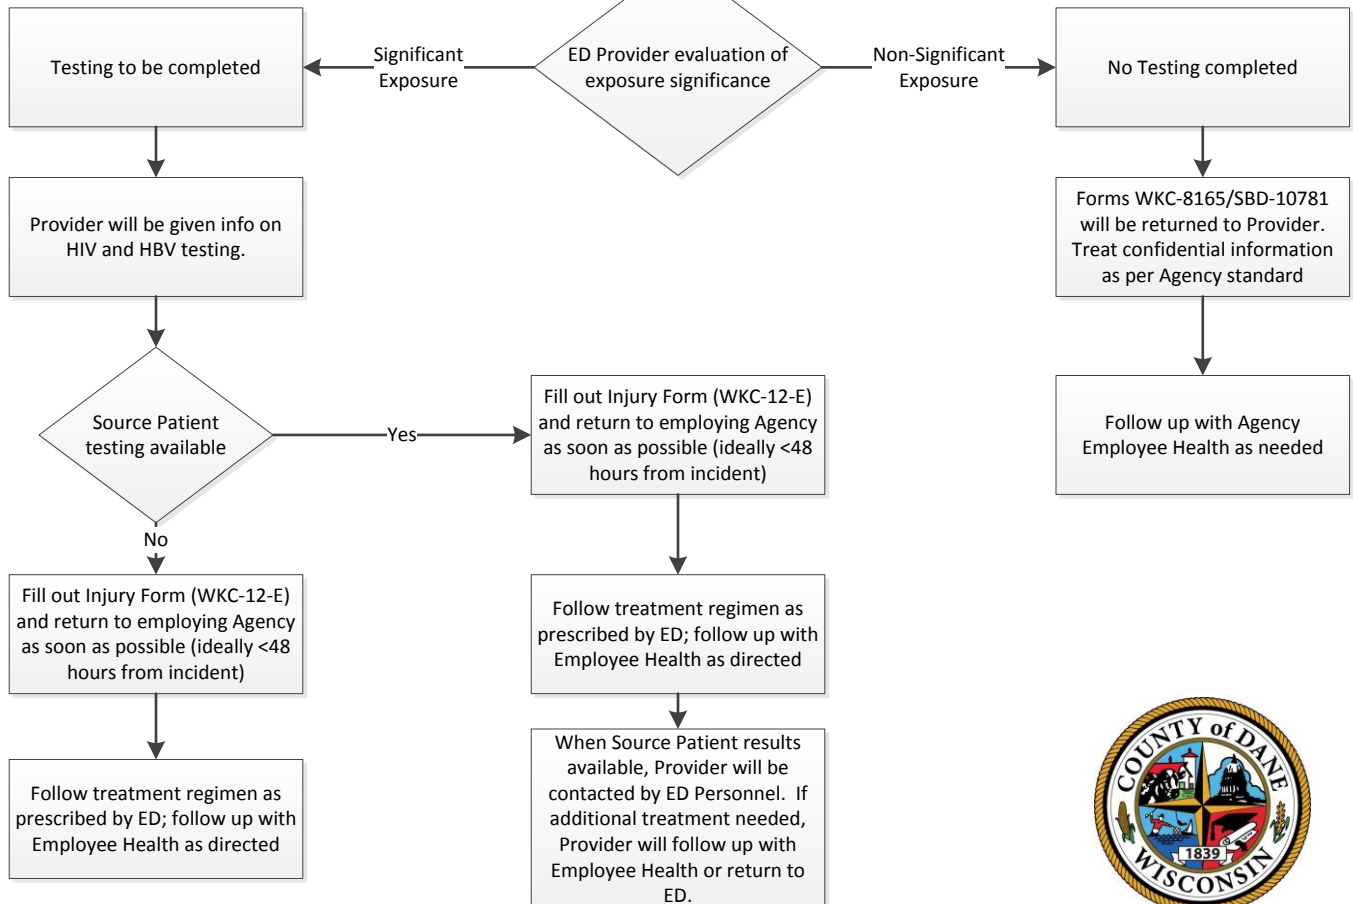 Testing to be completed
Significant
Exposure
ED Provider evaluation of
exposure significance
Non-Significant
Exposure
No Testing completed
Provider will be given info on
HIV and HBV testing.
Forms WKC-8165/SBD-10781
will be returned to Provider.
Treat confidential information
as per Agency standard
Source Patient
testing available
Yes
Fill out Injury Form (WKC-12-E)
and return to employing Agency
as soon as possible (ideally <48
hours from incident)
Follow up with Agency
Employee Health as needed
No
Fill out Injury Form (WKC-12-E)
and return to employing Agency
as soon as possible (ideally <48
hours from incident)
Follow treatment regimen as
prescribed by ED; follow up with
Employee Health as directed
Follow treatment regimen as
prescribed by ED; follow up with
Employee Health as directed
When Source Patient results
available, Provider will be
contacted by ED Personnel.  If
additional treatment needed,
Provider will follow up with
Employee Health or return to
ED.
COUNTY of DANE
1839
WISCONSIN